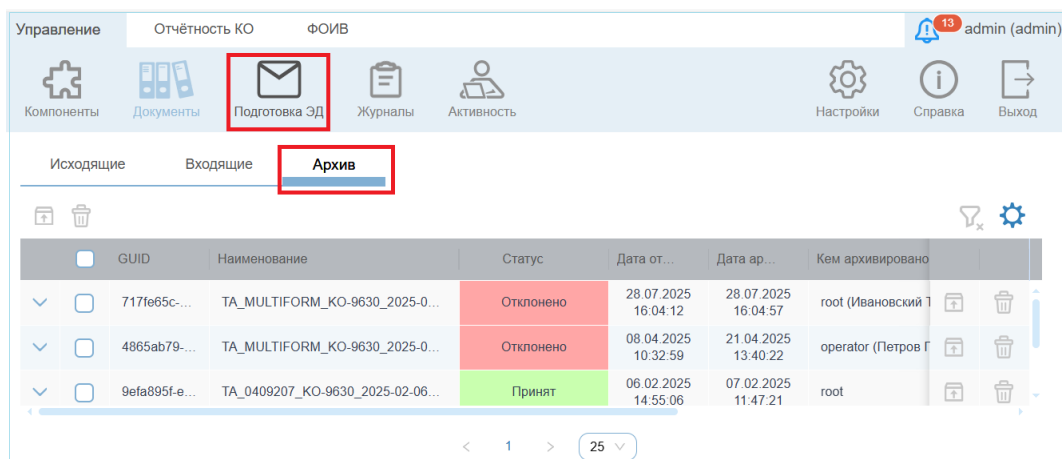 Управление Отчётность КО ФОИВ 13 admin (admin)
Компоненты Документы Подготовка ЭД Журналы Активность Настройки Справка Выход
Исходящие Входящие Архив
GUID Наименование Статус Дата от... Дата ар... Кем архивировано
717fe65c-... TA_MULTIFORM_KO-9630_2025-0... Отклонено 28.07.2025 16:04:12 28.07.2025 16:04:57 root (Ивановский
4865ab79-... TA_MULTIFORM_KO-9630_2025-0... Отклонено 08.04.2025 10:32:59 21.04.2025 13:40:22 operator (Петров
9efa895f-e... TA_0409207_KO-9630_2025-02-06... Принят 06.02.2025 14:55:06 07.02.2025 11:47:21 root
< 1 > 25